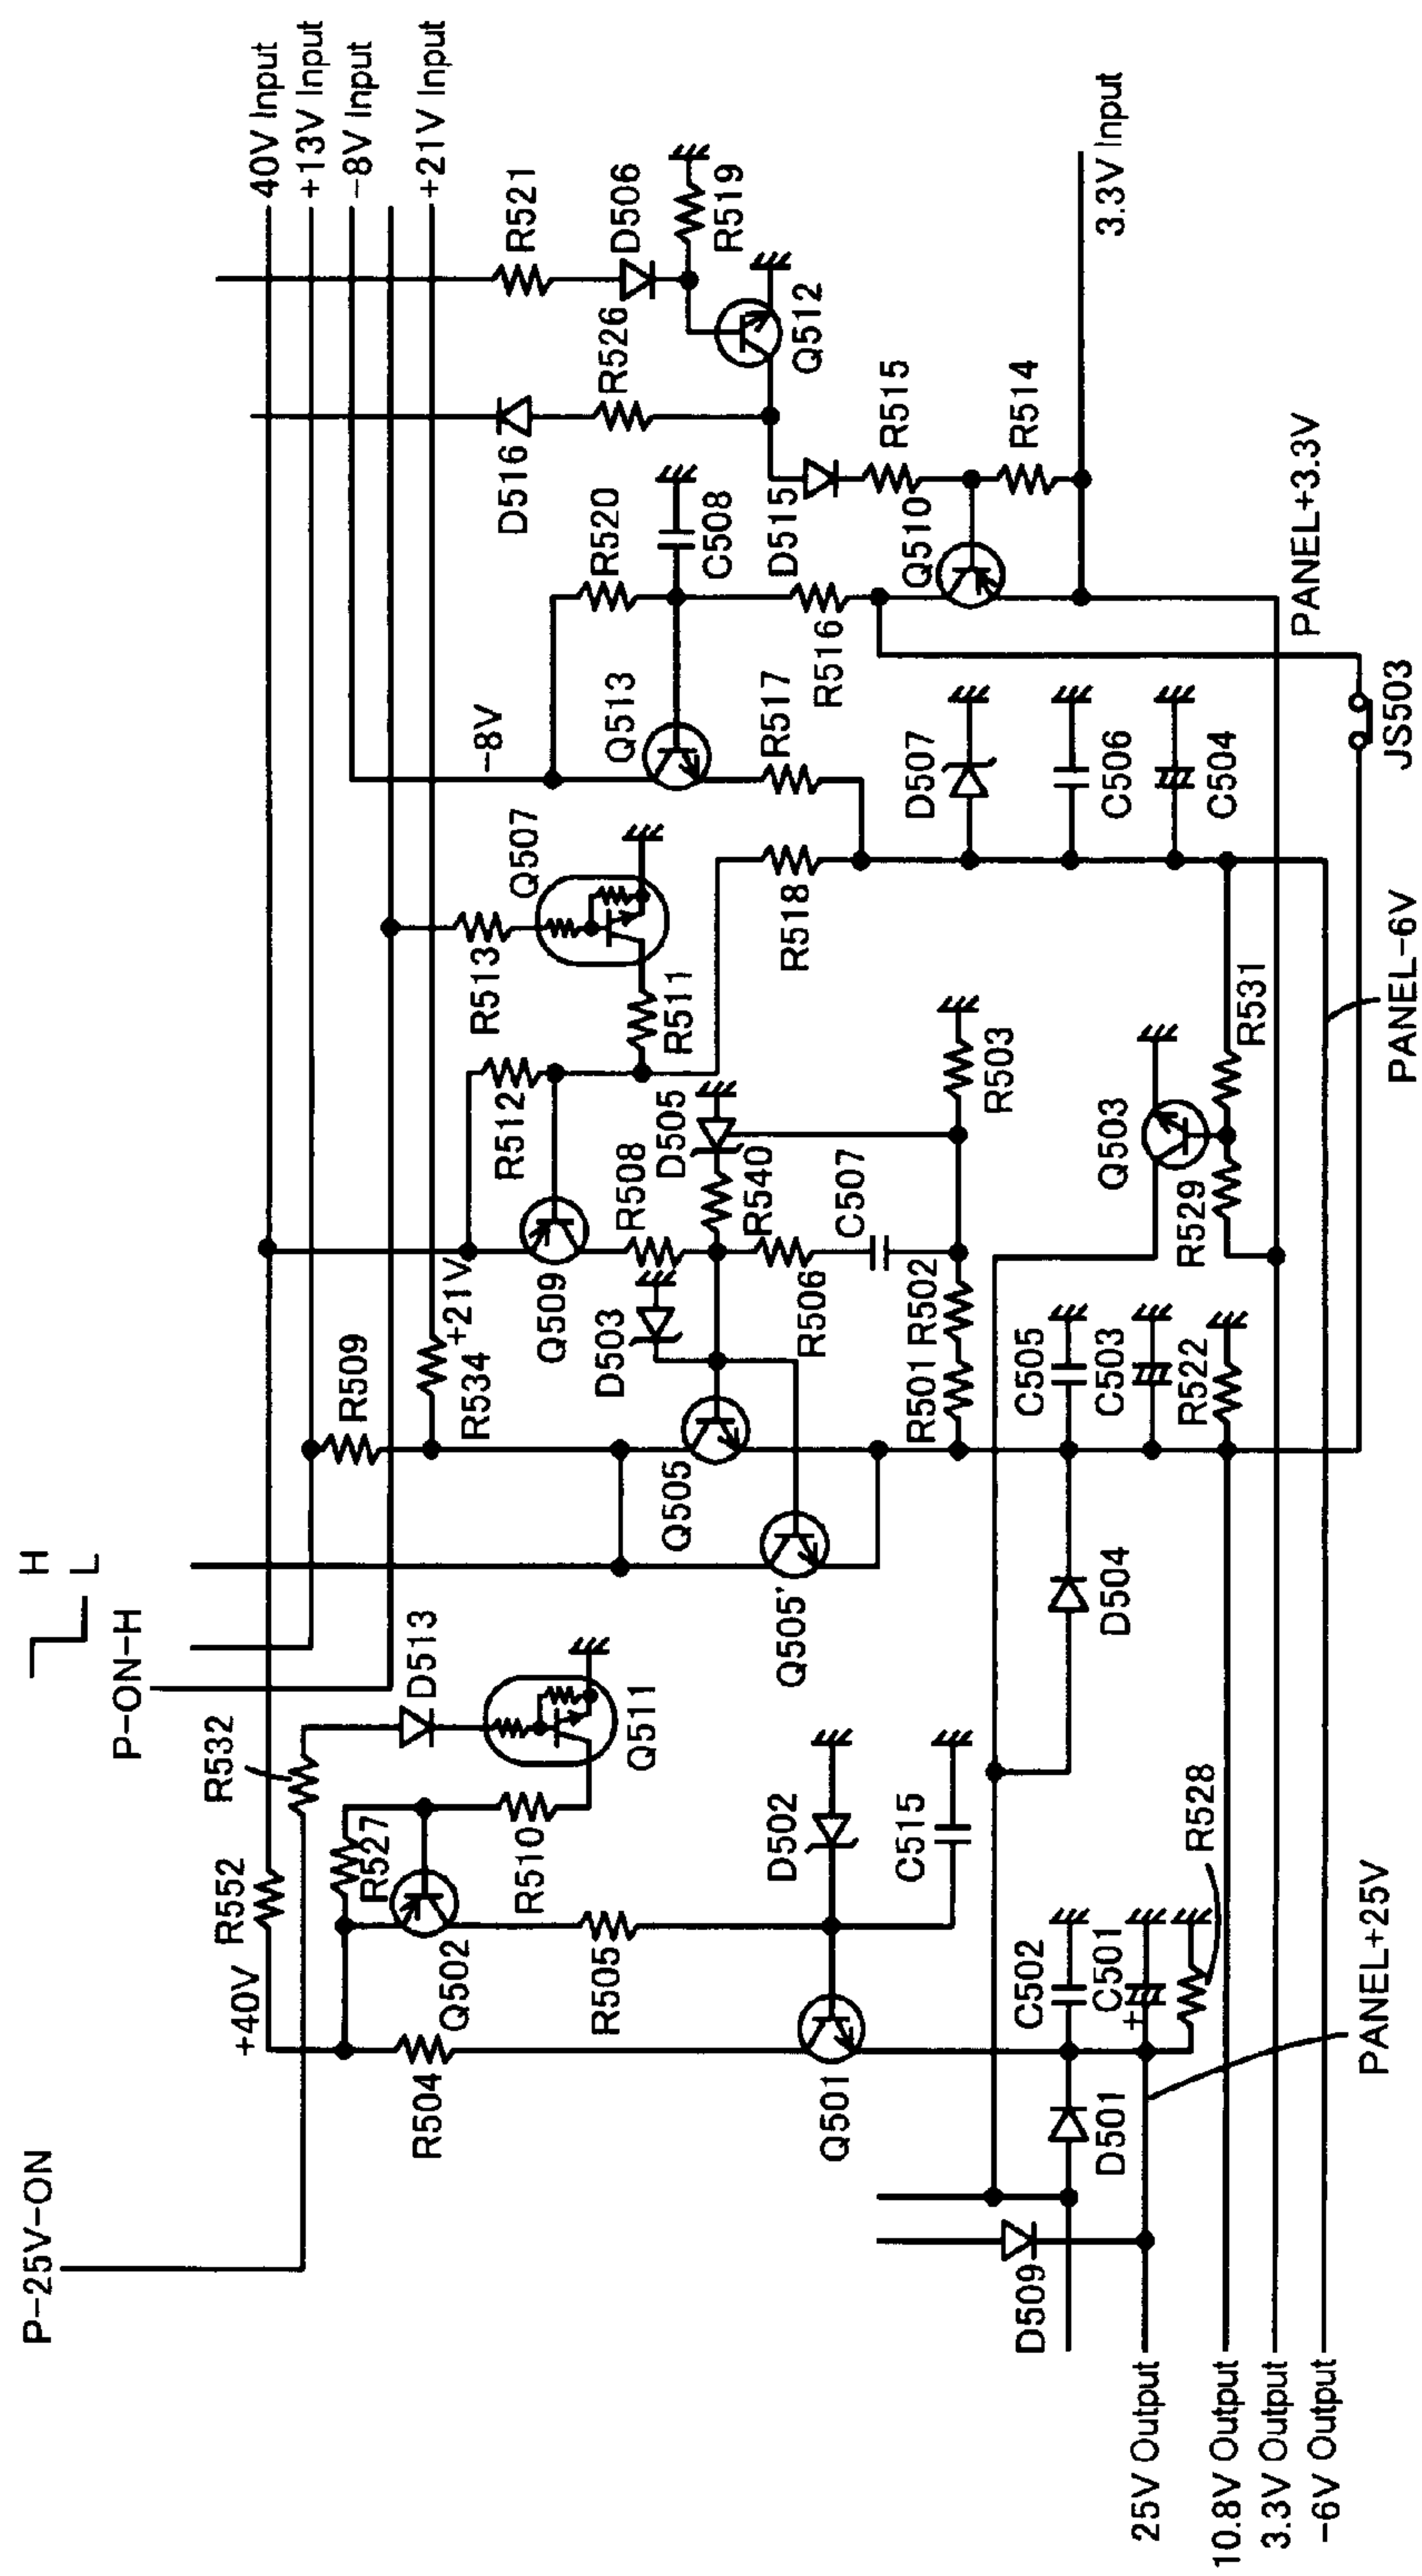 40V Input
+13V Input
-8V Input
+21V Input
P-25V-ON
P-ON-H
H
L
R532
R552
+40V
D513
R527
Q502
R510
Q511
R504
R505
D502
C515
Q501
C502
C501
+
R528
D501
D509
PANEL+25V
R509
R534
+21V
Q505
Q505'
D504
Q509
D503
R508
R512
D505
R540
R506
C507
R501
R502
R503
C505
C503
R522
R513
Q507
R511
R518
Q503
R529
R531
-8V
Q513
R517
D507
C506
C504
R520
C508
R516
D516
R526
D515
Q510
R515
R514
R521
D506
R519
Q512
3.3V Input
PANEL+3.3V
JS503
PANEL-6V
25V Output
10.8V Output
3.3V Output
-6V Output